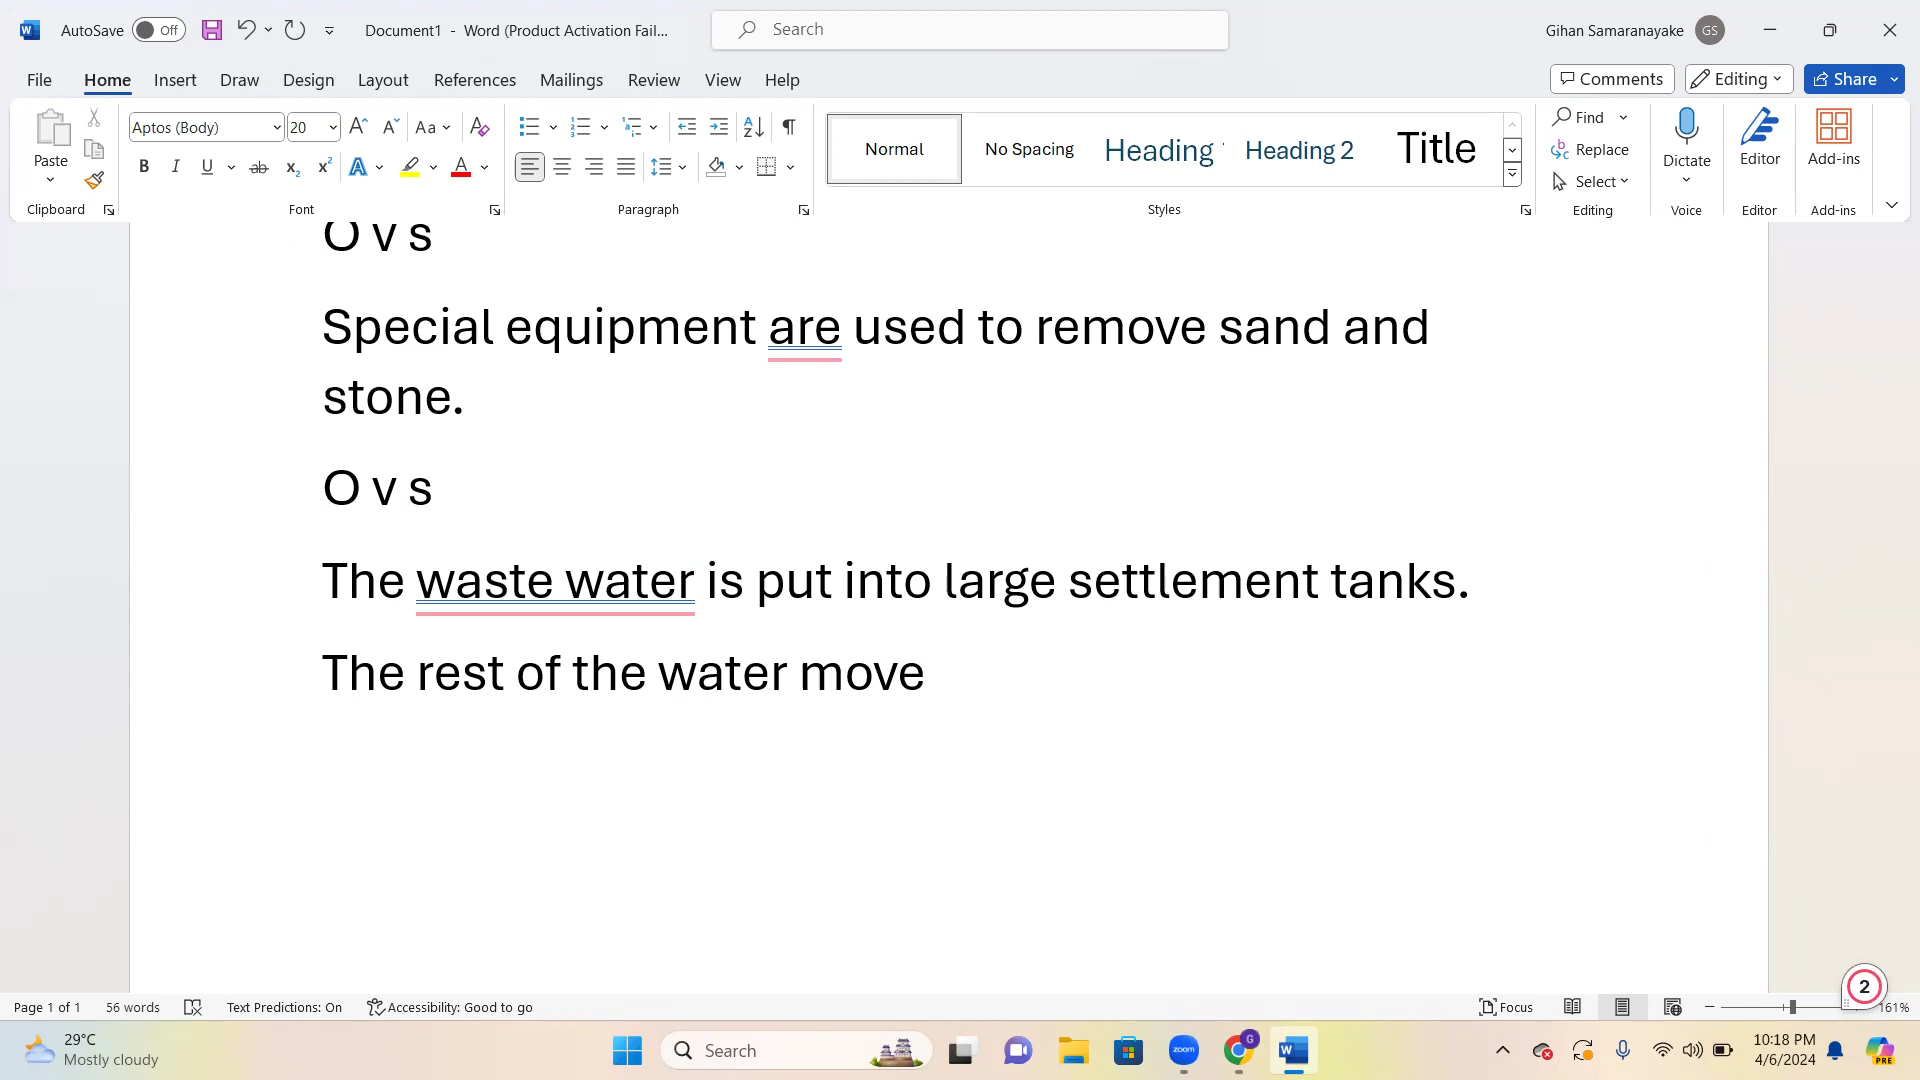 AutoSave Off Document1 - Word (Product Activation Fail... Search Gihan Samaranayake GS
File Home Insert Draw Design Layout References Mailings Review View Help Comments Editing Share
Paste Aptos (Body) 20 Normal No Spacing Heading Heading 2 Title Find Replace Select Dictate Editor Add-ins
Clipboard Font Paragraph Styles Editing Voice Editor Add-ins
O v s
Special equipment are used to remove sand and
stone.
O v s
The waste water is put into large settlement tanks.
The rest of the water move
2
Page 1 of 1 56 words Text Predictions: On Accessibility: Good to go Focus 161%
29°C
Mostly cloudy
Search
zoom
G
10:18 PM
4/6/2024
PRE